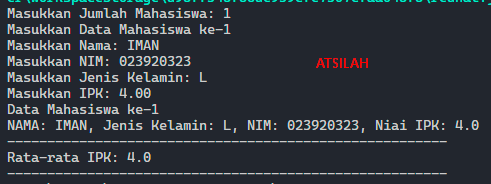 Masukkan Jumlah Mahasiswa: 1
Masukkan Data Mahasiswa ke-1
Masukkan Nama: IMAN
Masukkan NIM: 023920323
ATSILAH
Masukkan Jenis Kelamin: L
Masukkan IPK: 4.00
Data Mahasiswa ke-1
NAMA: IMAN, Jenis Kelamin: L, NIM: 023920323, Niai IPK: 4.0
-------------------------------------------------------
Rata-rata IPK: 4.0
-------------------------------------------------------